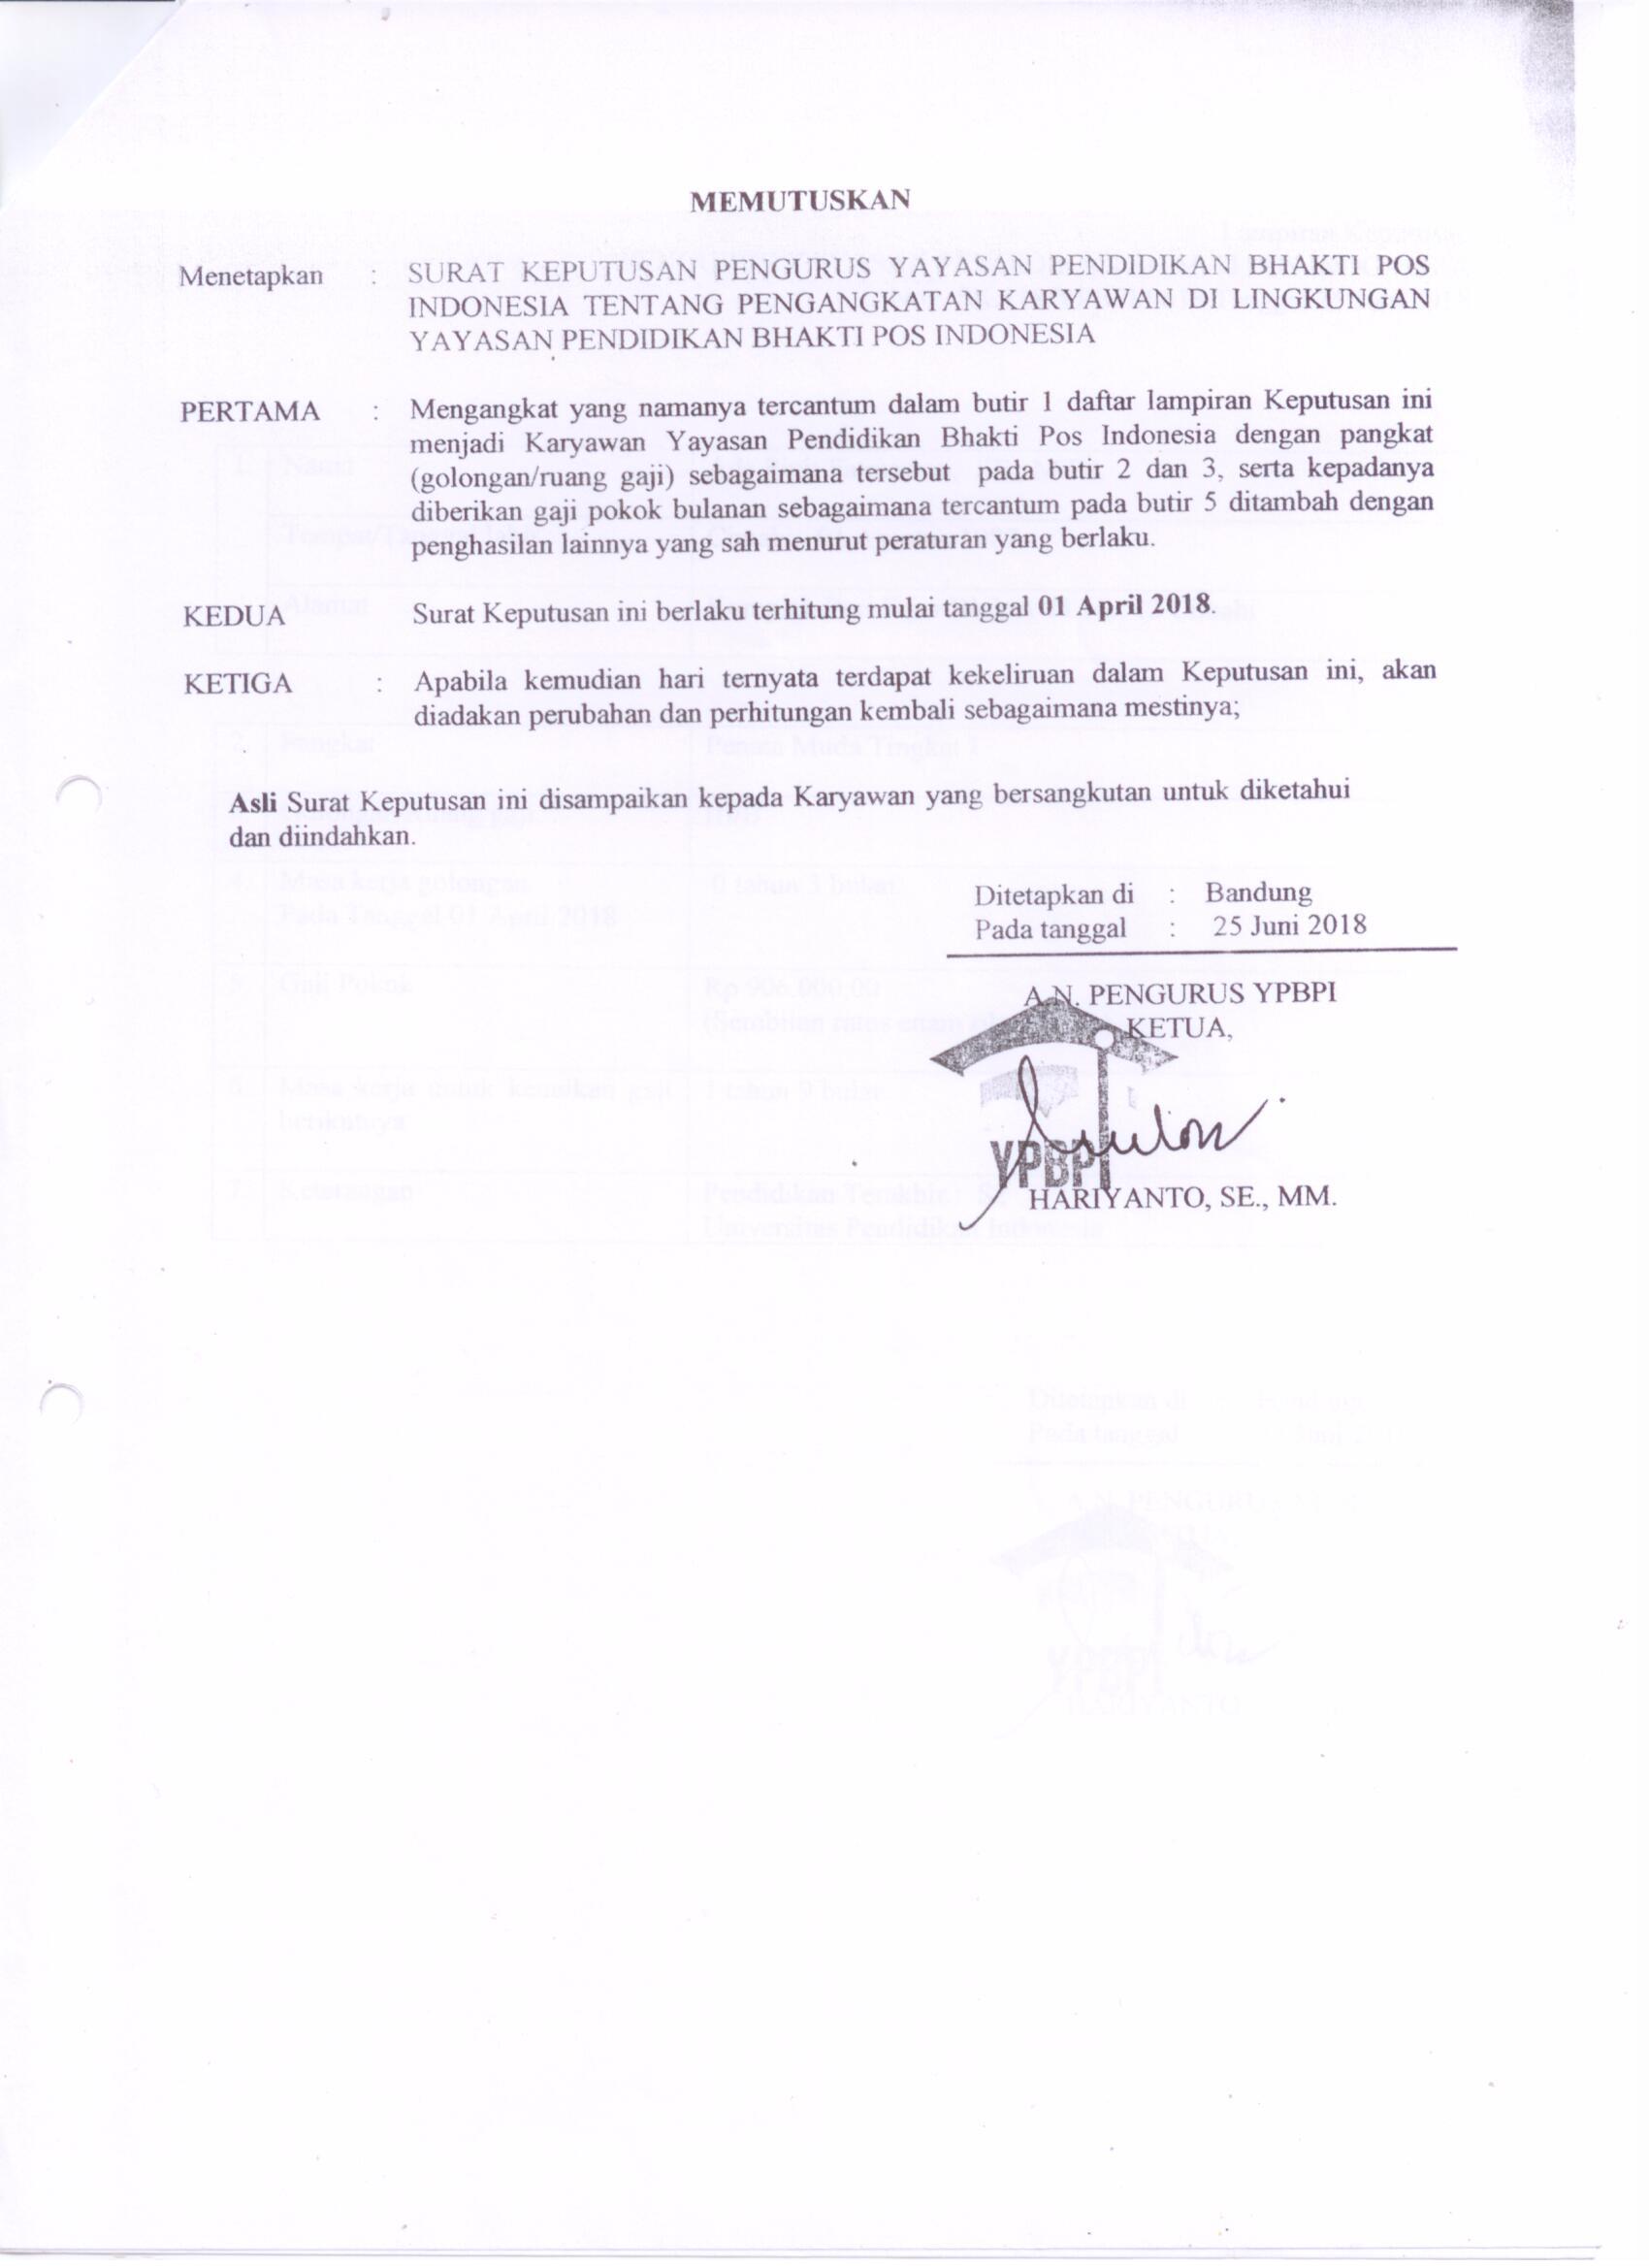 MEMUTUSKAN
Menetapkan : SURAT KEPUTUSAN PENGURUS YAYASAN PENDIDIKAN BHAKTI POS
INDONESIA TENTANG PENGANGKATAN KARYAWAN DI LINGKUNGAN
YAYASAN PENDIDIKAN BHAKTI POS INDONESIA
PERTAMA : Mengangkat yang namanya tercantum dalam butir 1 daftar lampiran Keputusan ini
menjadi Karyawan Yayasan Pendidikan Bhakti Pos Indonesia dengan pangkat
(golongan/ruang gaji) sebagaimana tersebut pada butir 2 dan 3, serta kepadanya
diberikan gaji pokok bulanan sebagaimana tercantum pada butir 5 ditambah dengan
penghasilan lainnya yang sah menurut peraturan yang berlaku.
KEDUA Surat Keputusan ini berlaku terhitung mulai tanggal 01 April 2018.
KETIGA : Apabila kemudian hari ternyata terdapat kekeliruan dalam Keputusan ini, akan
diadakan perubahan dan perhitungan kembali sebagaimana mestinya;
Asli Surat Keputusan ini disampaikan kepada Karyawan yang bersangkutan untuk diketahui
dan diindahkan.
Ditetapkan di : Bandung
Pada tanggal : 25 Juni 2018
A.N. PENGURUS YPBPI
KETUA,
YPBPI
HARIYANTO, SE., MM.